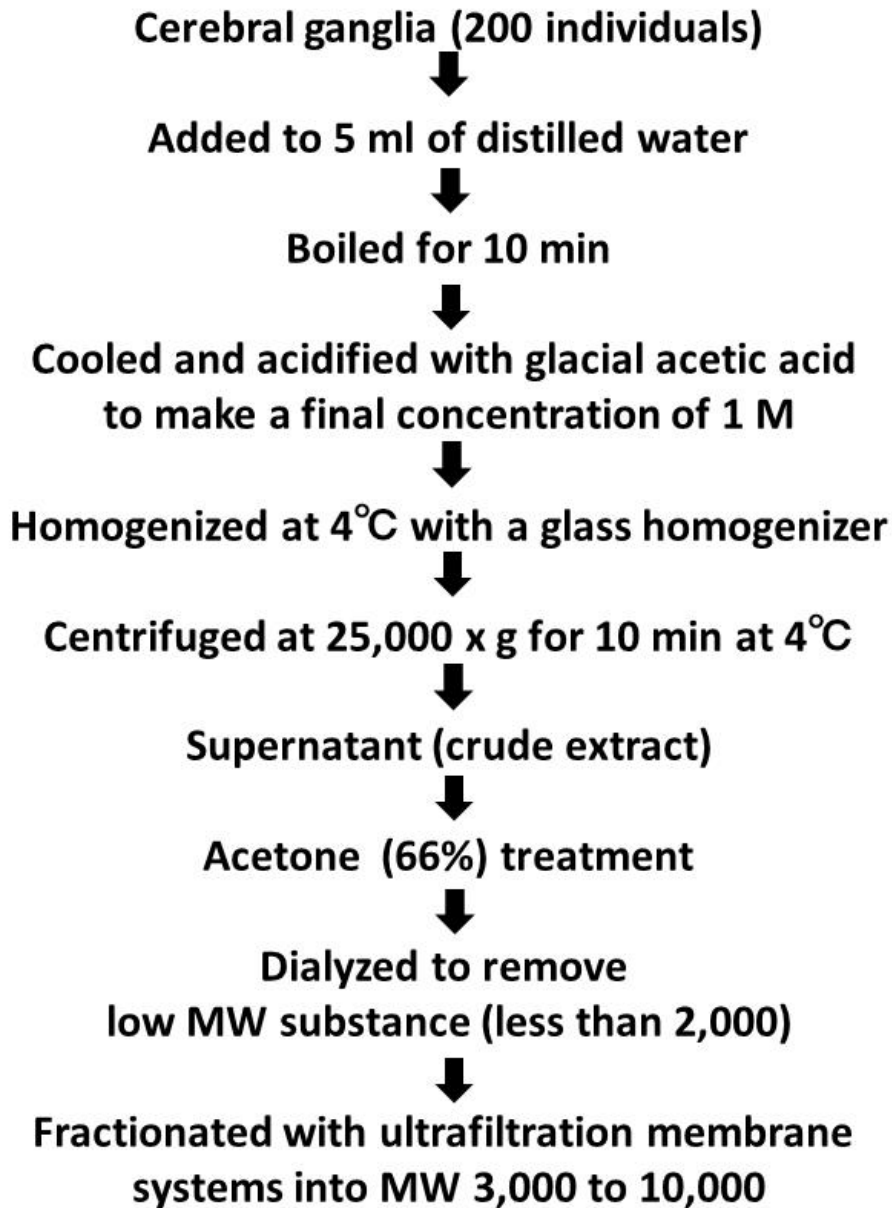 Cerebral ganglia (200 individuals)
Added to 5 ml of distilled water
Boiled for 10 min
Cooled and acidified with glacial acetic acid
to make a final concentration of 1 M
Homogenized at 4℃ with a glass homogenizer
Centrifuged at 25,000 x g for 10 min at 4℃
Supernatant (crude extract)
Acetone (66%) treatment
Dialyzed to remove
low MW substance (less than 2,000)
Fractionated with ultrafiltration membrane
systems into MW 3,000 to 10,000